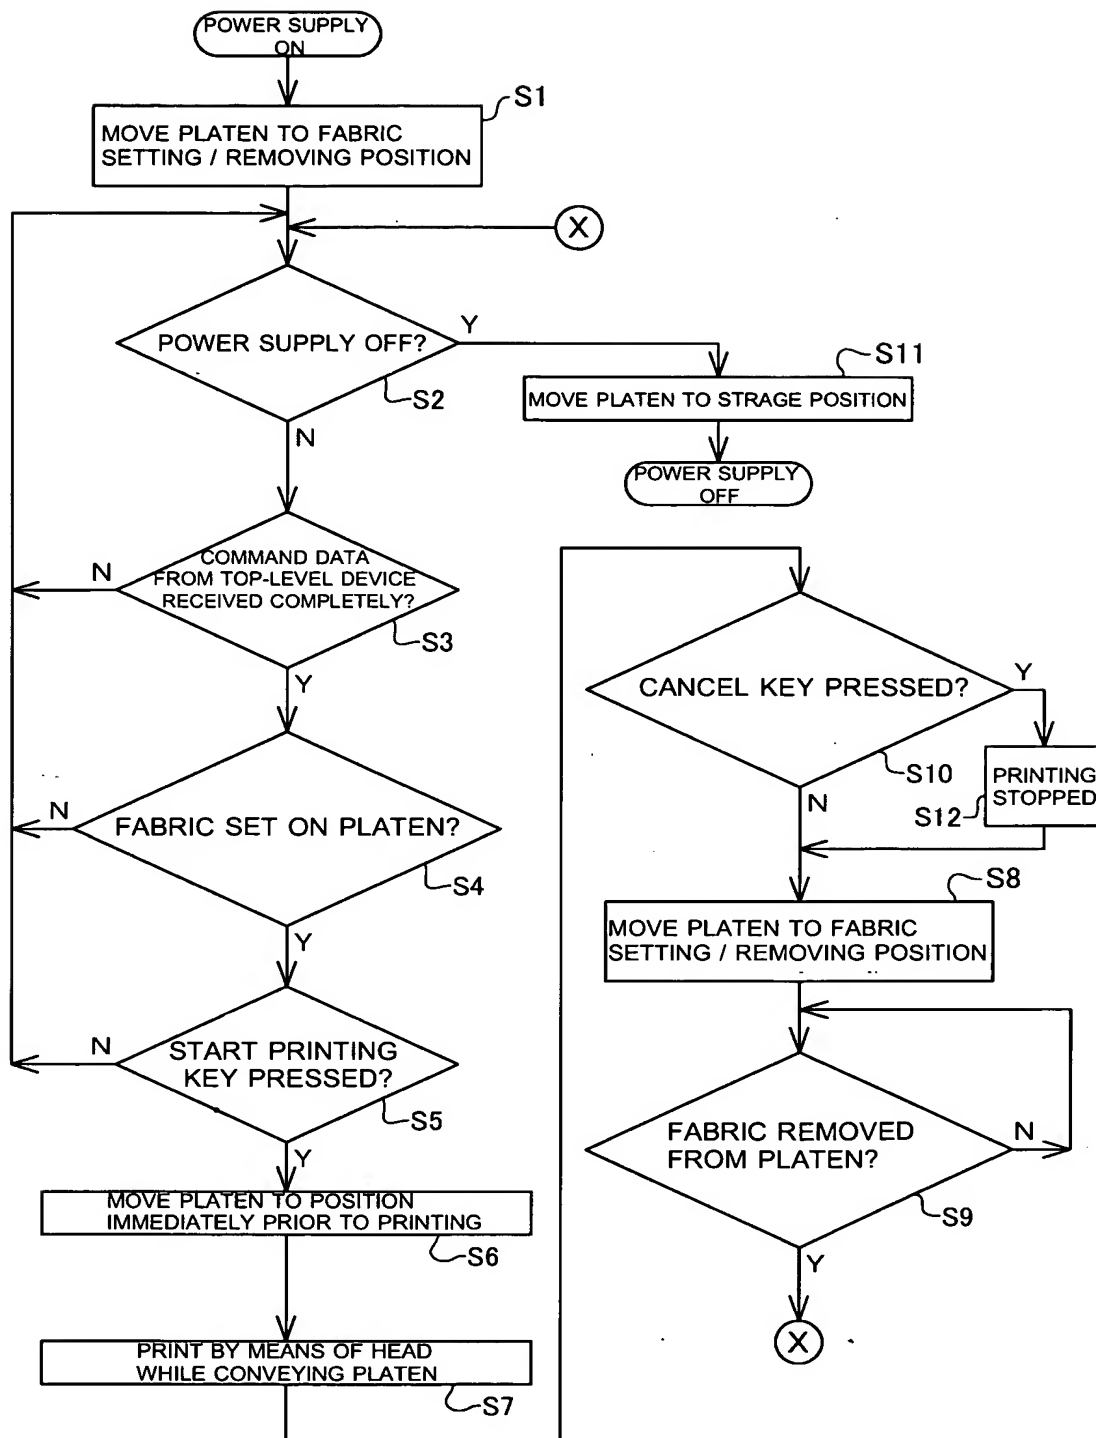 POWER SUPPLY
ON
S1
MOVE PLATEN TO FABRIC
SETTING / REMOVING POSITION
X
POWER SUPPLY OFF?
Y
S2
N
S11
MOVE PLATEN TO STRAGE POSITION
POWER SUPPLY
OFF
COMMAND DATA
FROM TOP-LEVEL DEVICE
RECEIVED COMPLETELY?
N
S3
Y
FABRIC SET ON PLATEN?
N
S4
Y
START PRINTING
KEY PRESSED?
N
S5
Y
MOVE PLATEN TO POSITION
IMMEDIATELY PRIOR TO PRINTING
S6
PRINT BY MEANS OF HEAD
WHILE CONVEYING PLATEN
S7
CANCEL KEY PRESSED?
Y
S10
N
PRINTING
STOPPED
S12
S8
MOVE PLATEN TO FABRIC
SETTING / REMOVING POSITION
FABRIC REMOVED
FROM PLATEN?
N
S9
Y
X